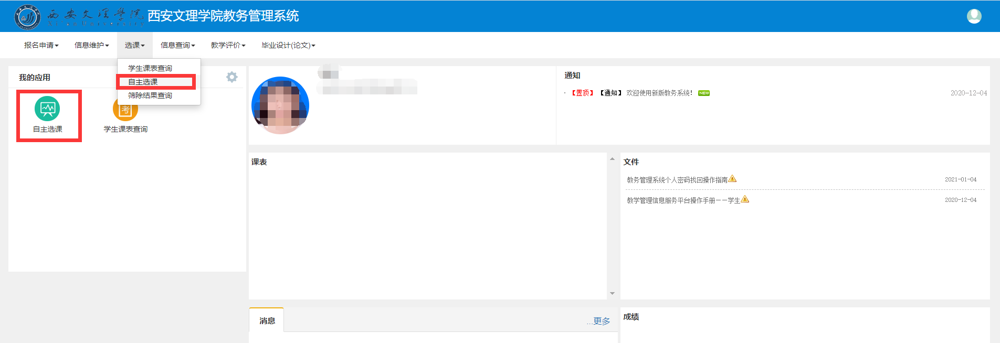 西安文理學院 西安文理学院教务管理系统
Xi'an University
报名申请 信息维护 选课 信息查询 教学评价 毕业设计(论文)
学生课表查询
自主选课
筛除结果查询
我的应用
考
自主选课 学生课表查询
通知
· 【置顶】 【通知】 欢迎使用新版教务系统! NEW 2020-12-04
课表
文件
教务管理系统个人密码找回操作指南 2021-01-04
教学管理信息服务平台操作手册——学生 2020-12-04
消息
...更多
成绩